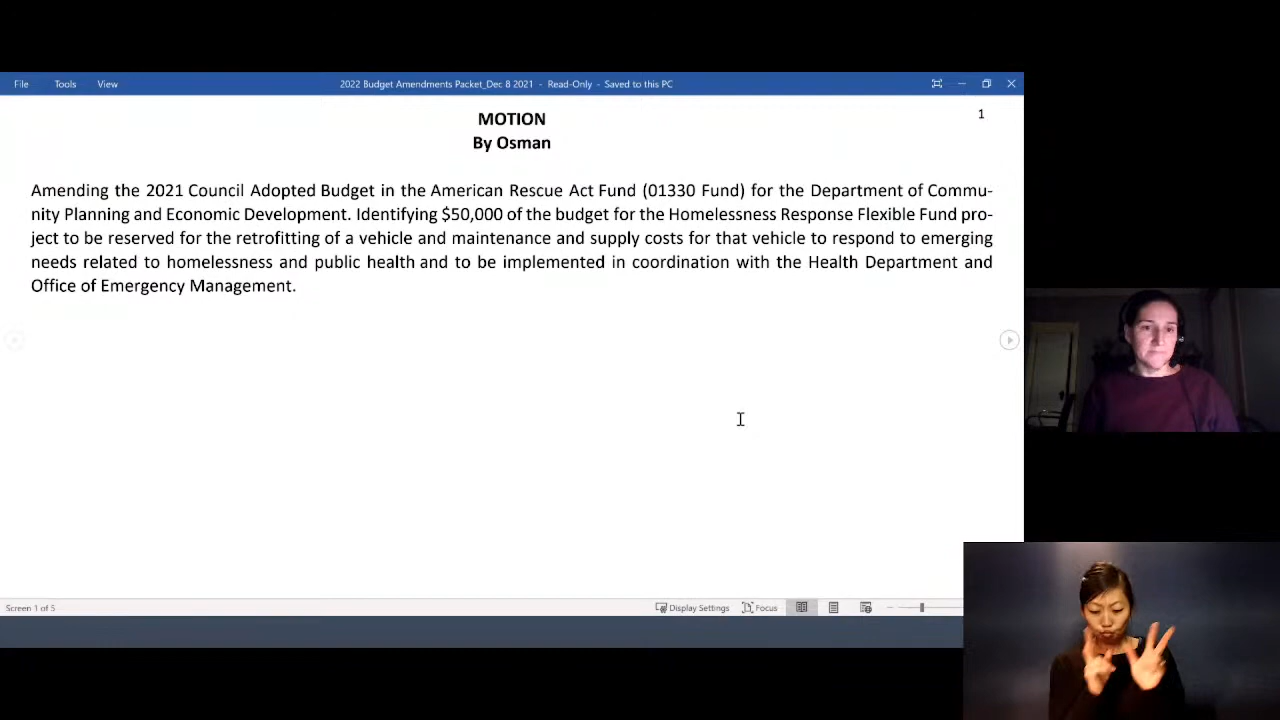 File Tools View 2022 Budget Amendments Packet_Dec 8 2021 - Read-Only - Saved to this PC
1
MOTION
By Osman
Amending the 2021 Council Adopted Budget in the American Rescue Act Fund (01330 Fund) for the Department of Commu-
nity Planning and Economic Development. Identifying $50,000 of the budget for the Homelessness Response Flexible Fund pro-
ject to be reserved for the retrofitting of a vehicle and maintenance and supply costs for that vehicle to respond to emerging
needs related to homelessness and public health and to be implemented in coordination with the Health Department and
Office of Emergency Management.
Screen 1 of 5 Display Settings Focus